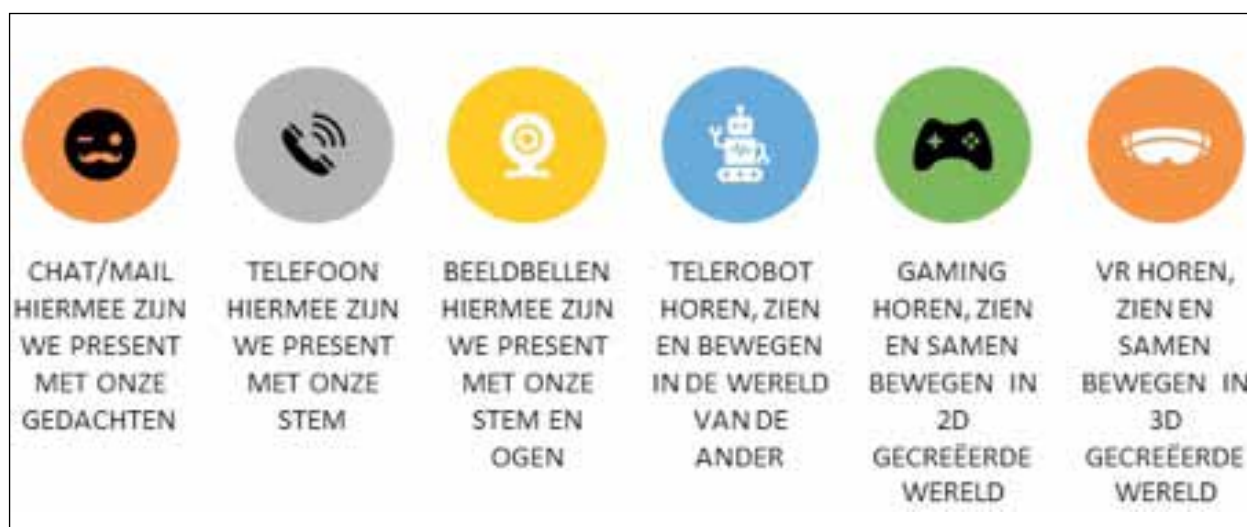 CHAT/MAIL
HIERMEE ZIJN
WE PRESENT
MET ONZE
GEDACHTEN
TELEFOON
HIERMEE ZIJN
WE PRESENT
MET ONZE
STEM
BEELDBELLEN
HIERMEE ZIJN
WE PRESENT
MET ONZE
STEM EN
OGEN
TELEROBOT
HOREN, ZIEN
EN BEWEGEN
IN DE WERELD
VAN DE
ANDER
GAMING
HOREN, ZIEN
EN SAMEN
BEWEGEN IN
2D
GECREËERDE
WERELD
VR HOREN,
ZIEN EN
SAMEN
BEWEGEN IN
3D
GECREËERDE
WERELD